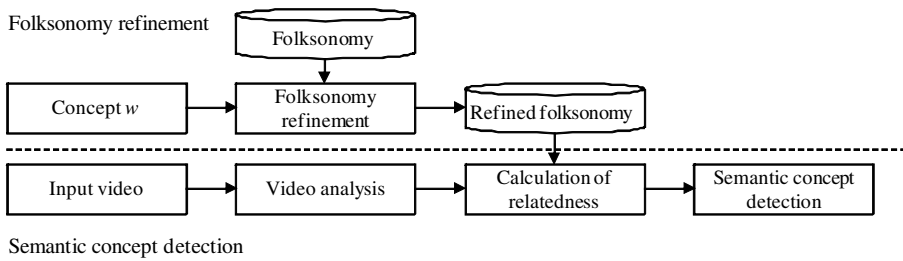 Folksonomy refinement
Folksonomy
Concept w
Folksonomy
refinement
Refined folksonomy
Input video
Video analysis
Calculation of
relatedness
Semantic concept
detection
Semantic concept detection